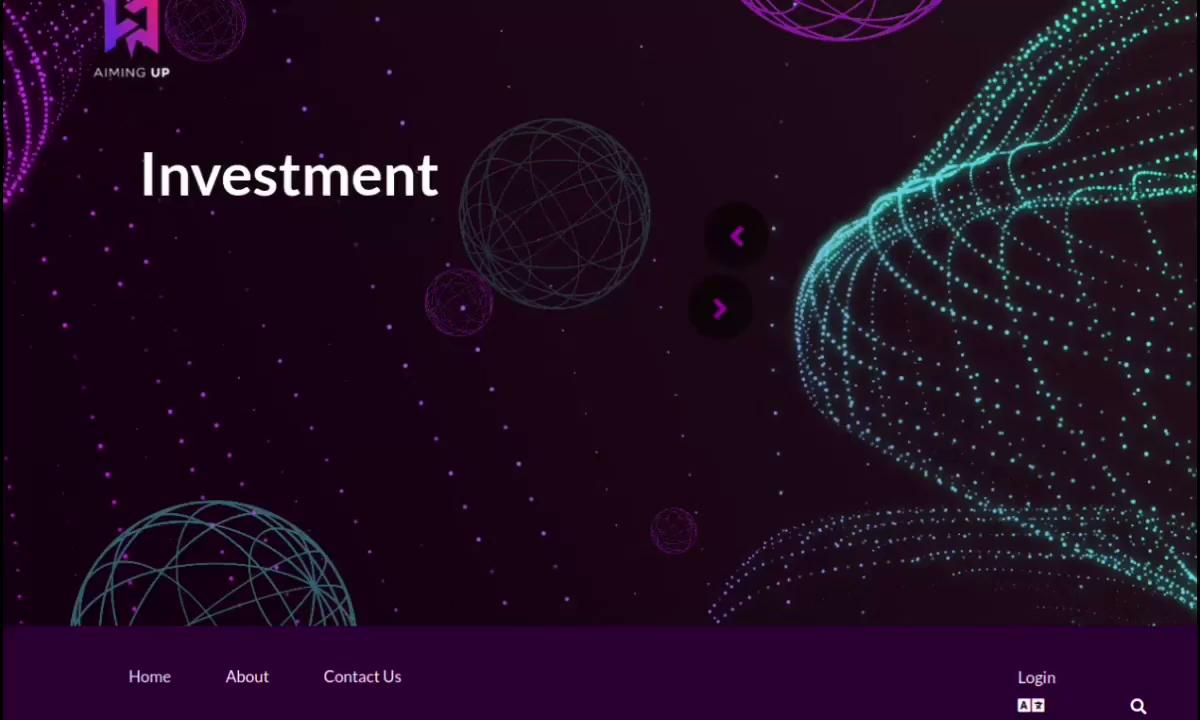 AIMING UP
Investment
Home About Contact Us
Login